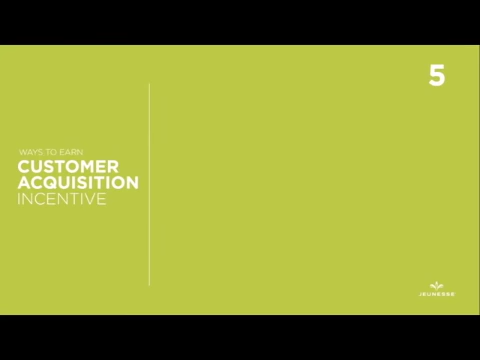 5
WAYS TO EARN
CUSTOMER
ACQUISITION
INCENTIVE
JEUNESSE